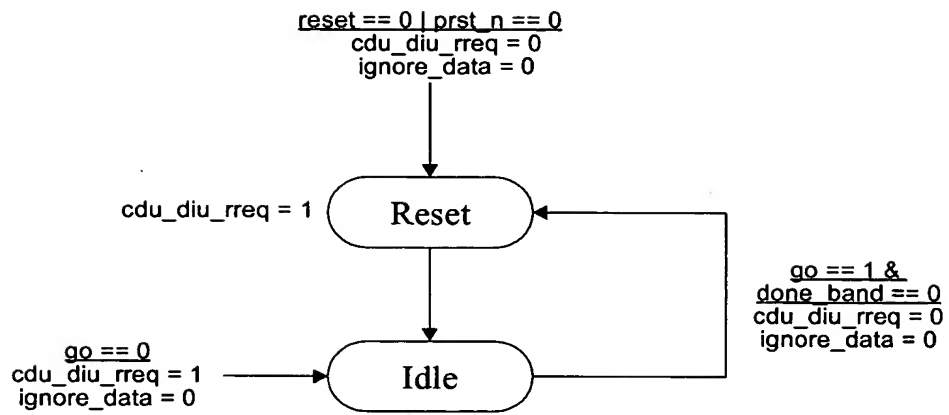 reset == 0 | prst_n == 0
cdu_diu_rreq = 0
ignore_data = 0
cdu_diu_rreq = 1
Reset
go == 1 &
done_band == 0
cdu_diu_rreq = 0
ignore_data = 0
go == 0
cdu_diu_rreq = 1
ignore_data = 0
Idle